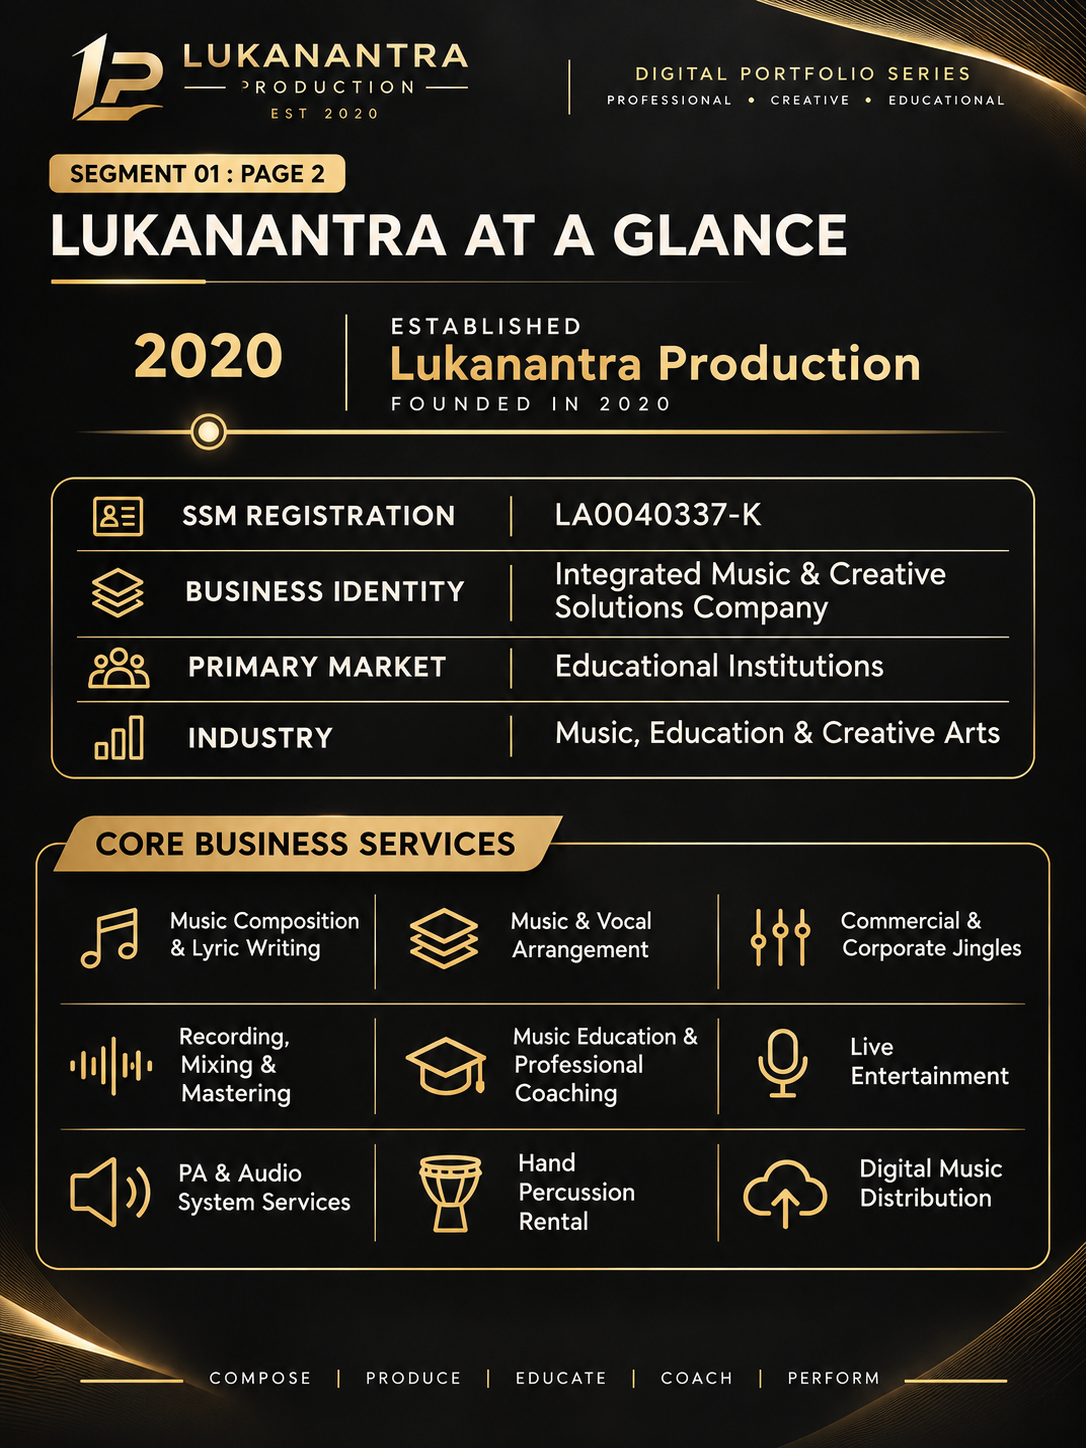 LP
LUKANANTRA
PRODUCTION
EST 2020
DIGITAL PORTFOLIO SERIES
PROFESSIONAL • CREATIVE • EDUCATIONAL
SEGMENT 01 : PAGE 2
LUKANANTRA AT A GLANCE
2020
ESTABLISHED
Lukanantra Production
FOUNDED IN 2020
SSM REGISTRATION
LA0040337-K
BUSINESS IDENTITY
Integrated Music & Creative
Solutions Company
PRIMARY MARKET
Educational Institutions
INDUSTRY
Music, Education & Creative Arts
CORE BUSINESS SERVICES
Music Composition
& Lyric Writing
Music & Vocal
Arrangement
Commercial &
Corporate Jingles
Recording,
Mixing &
Mastering
Music Education &
Professional
Coaching
Live
Entertainment
PA & Audio
System Services
Hand
Percussion
Rental
Digital Music
Distribution
COMPOSE | PRODUCE | EDUCATE | COACH | PERFORM